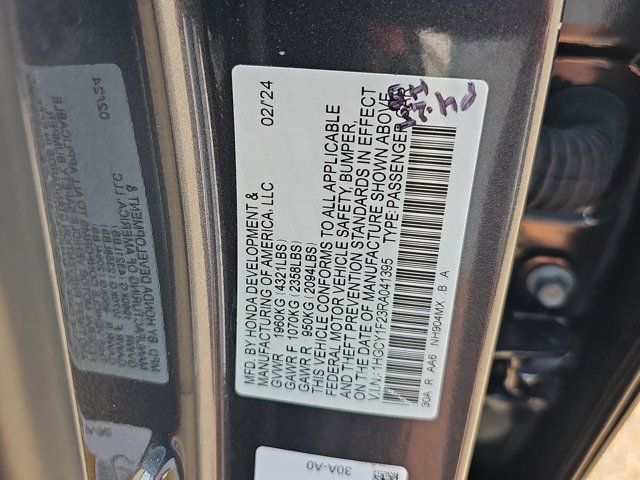 MFD. BY HONDA DEVELOPMENT &
MANUFACTURING OF AMERICA, LLC 02/24
GVWR 1960KG (4321LBS)
GAWR F 1070KG (2358LBS)
GAWR R 950KG (2094LBS)
THIS VEHICLE CONFORMS TO ALL APPLICABLE
FEDERAL MOTOR VEHICLE SAFETY, BUMPER,
AND THEFT PREVENTION STANDARDS IN EFFECT
ON THE DATE OF MANUFACTURE SHOWN ABOVE.
V.I.N.: 1HGCY1F23RA041395 TYPE: PASSENGER
30A R AA6 NH904MX B A
30A-A0